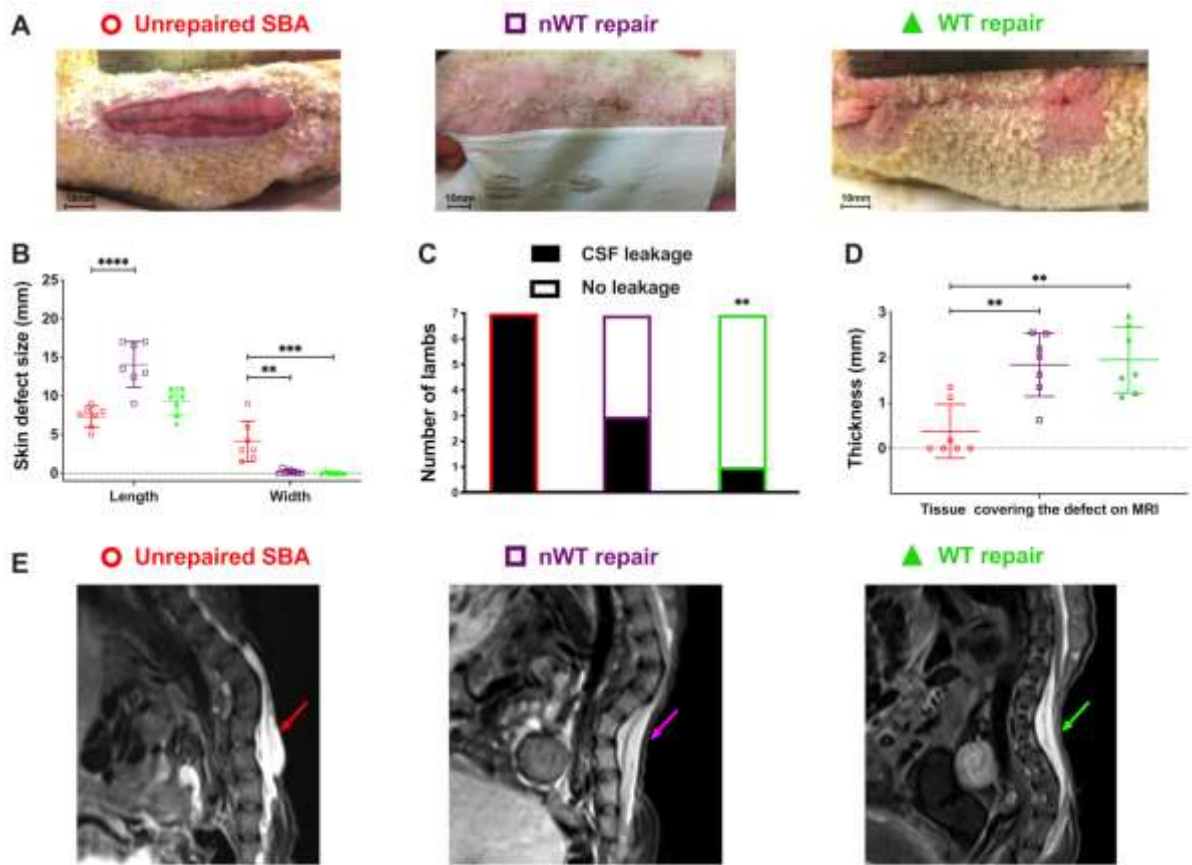 A
Unrepaired SBA
nWT repair
WT repair
10mm
10mm
10mm
B
****
***
**
Skin defect size (mm)
25
20
15
10
5
0
Length
Width
C
CSF leakage
No leakage
**
Number of lambs
7
6
5
4
3
2
1
0
D
**
**
Thickness (mm)
3
2
1
0
Tissue covering the defect on MRI
E
Unrepaired SBA
nWT repair
WT repair